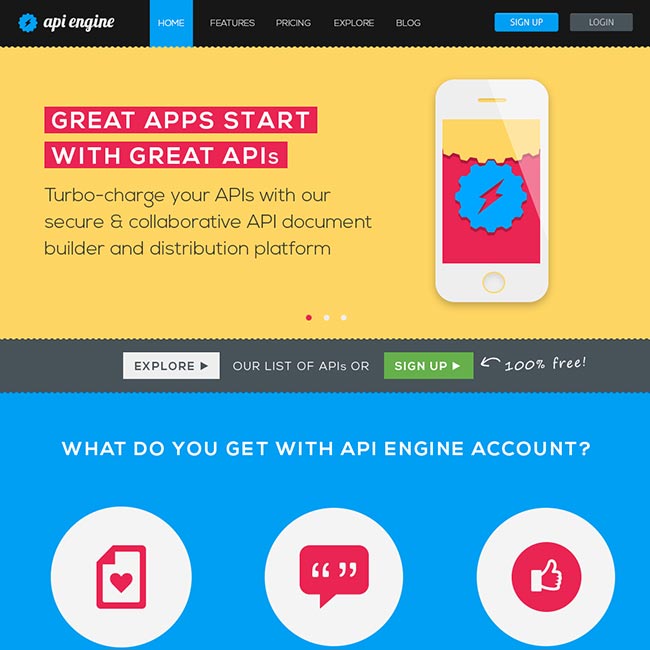 api engine
HOME FEATURES PRICING EXPLORE BLOG SIGN UP LOGIN
GREAT APPS START
WITH GREAT APIs
Turbo-charge your APIs with our
secure & collaborative API document
builder and distribution platform
EXPLORE OUR LIST OF APIs OR SIGN UP 100% free!
WHAT DO YOU GET WITH API ENGINE ACCOUNT?